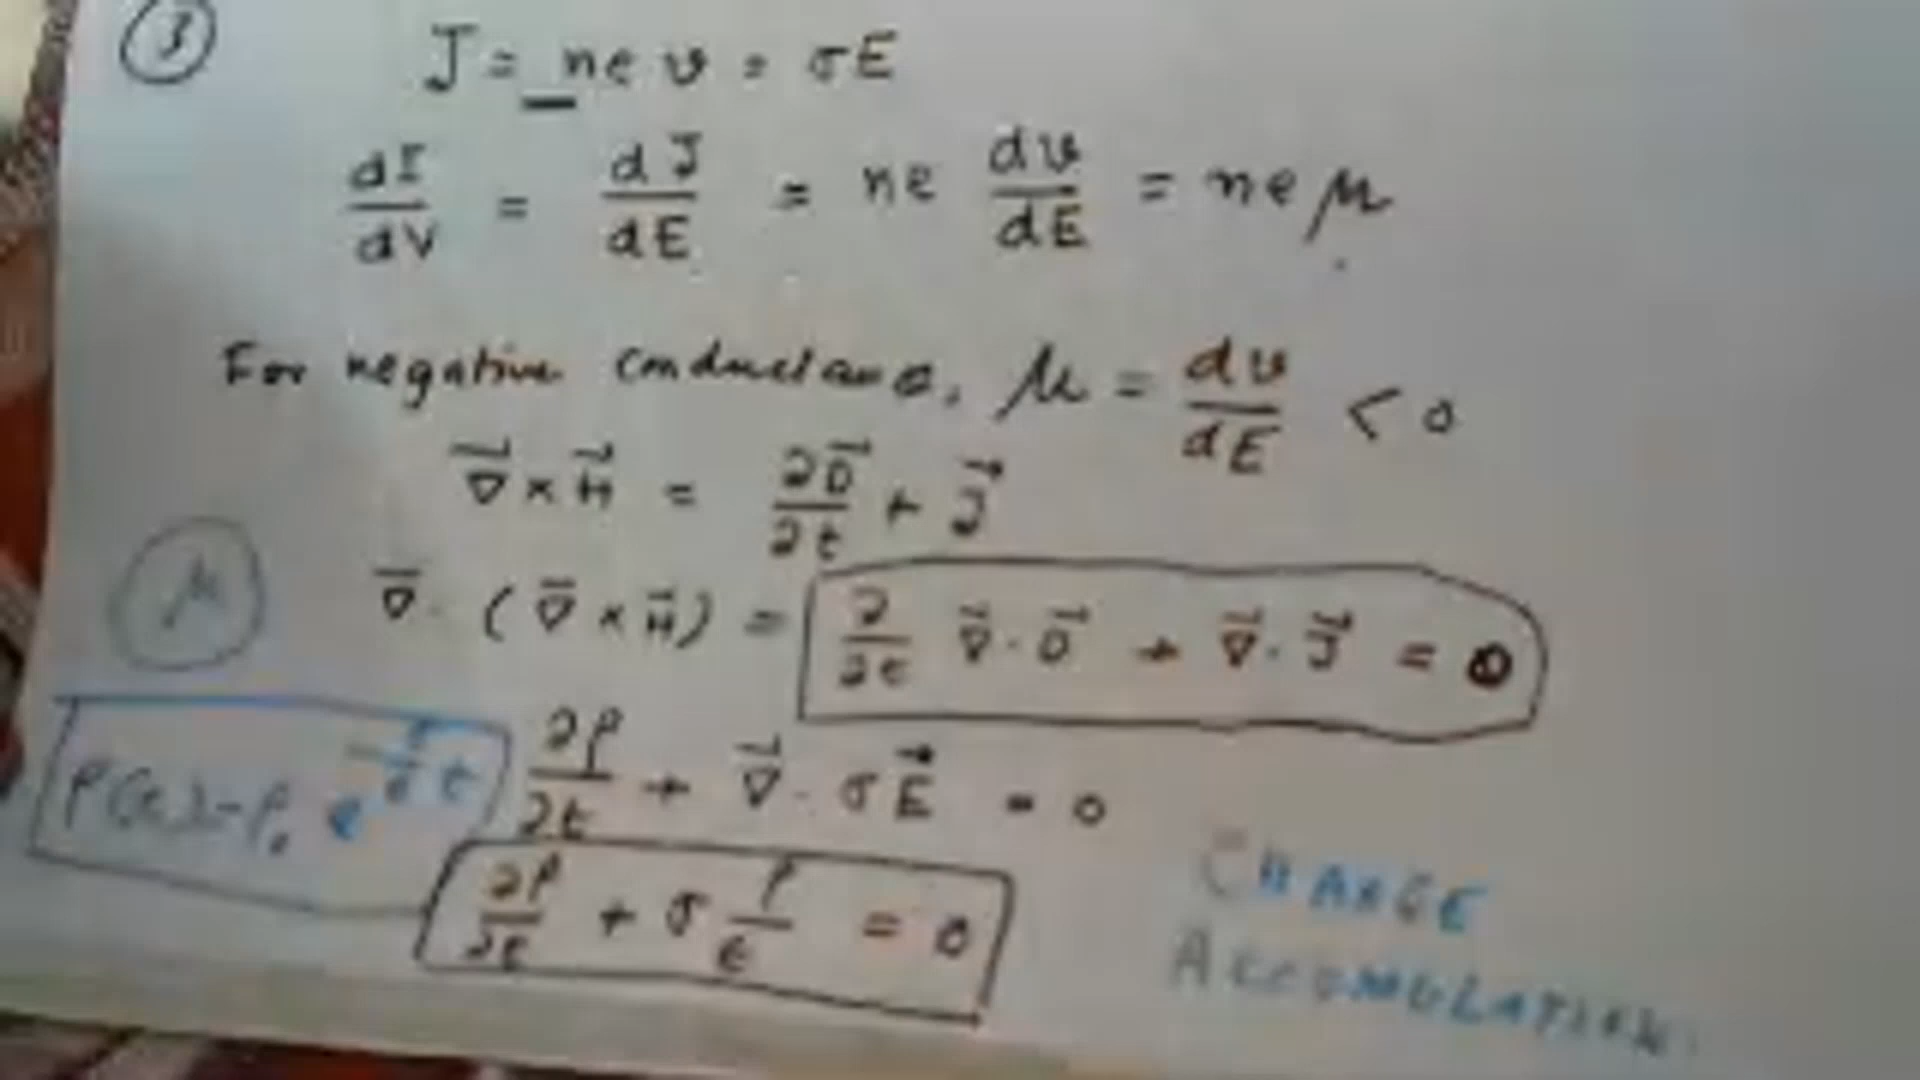 3
J = ne v = σE
dI/dV = dJ/dE = ne dv/dE = ne μ
For negative conductance, μ = dv/dE < 0
∇ × H = ∂D/∂t + J
μ
∇ · (∇ × H) = ∂/∂t ∇ · D + ∇ · J = 0
∂ρ/∂t + ∇ · σE = 0
ρ(x) = ρ₀ e^(-σ/ε t)
∂ρ/∂t + σ ρ/ε = 0
CHARGE
ACCUMULATION